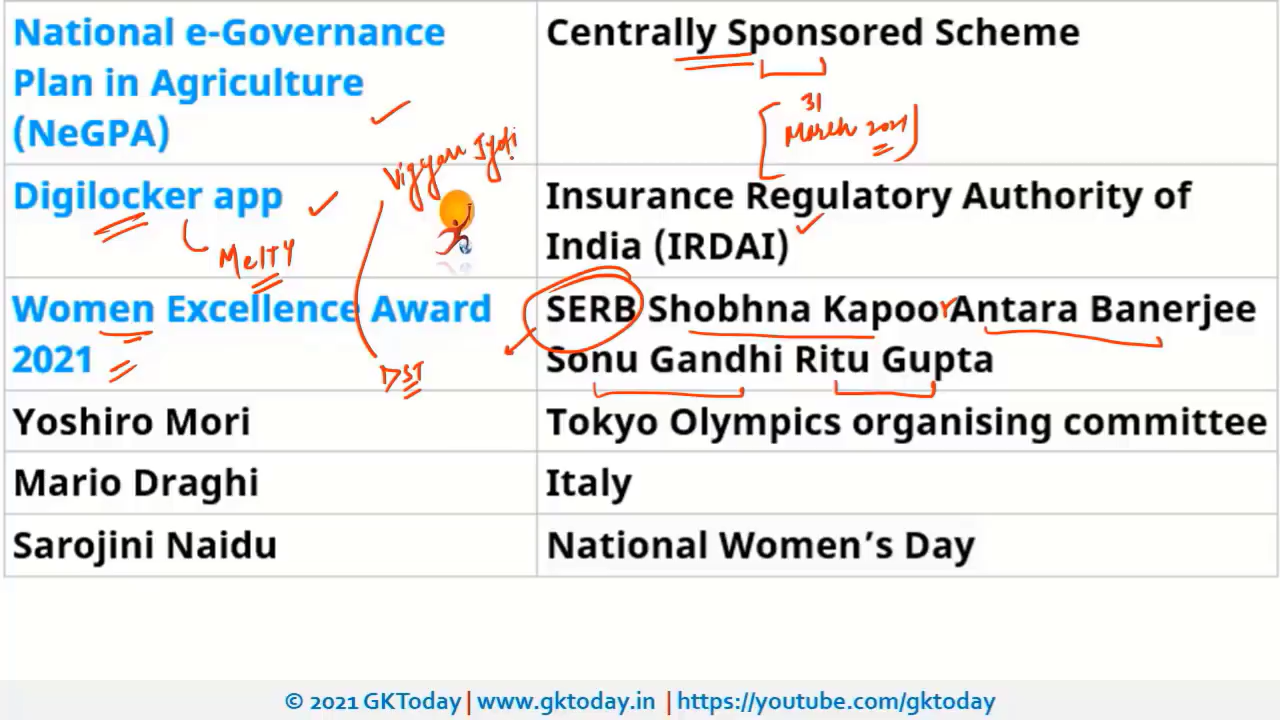 National e-Governance
Plan in Agriculture
(NeGPA)
Centrally Sponsored Scheme
31
March 2021
Vigyan Jyoti
Digilocker app
MeITY
Insurance Regulatory Authority of
India (IRDAI)
Women Excellence Award
2021
SERB Shobhna Kapoor Antara Banerjee
Sonu Gandhi Ritu Gupta
DST
Yoshiro Mori
Tokyo Olympics organising committee
Mario Draghi
Italy
Sarojini Naidu
National Women's Day
© 2021 GKToday | www.gktoday.in | https://youtube.com/gktoday